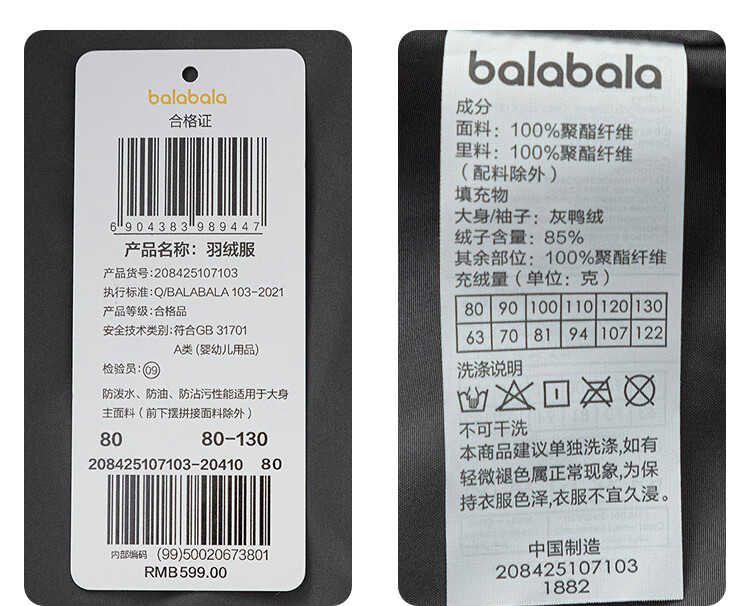 balabala
合格证
6 904383 989447
产品名称：羽绒服
产品货号:208425107103
执行标准:Q/BALABALA 103-2021
产品等级:合格品
安全技术类别:符合GB 31701
A类 (婴幼儿用品)
检验员:09
防泼水、防油、防沾污性能适用于大身
主面料（前下摆拼接面料除外）
80 80-130
208425107103-20410 80
内部编码 (99)50020673801
RMB599.00
balabala
成分
面料：100%聚酯纤维
里料：100%聚酯纤维
（配料除外）
填充物
大身/袖子：灰鸭绒
绒子含量：85%
其余部位：100%聚酯纤维
充绒量（单位：克）
80 90 100 110 120 130
63 70 81 94 107 122
洗涤说明
不可干洗
本商品建议单独洗涤,如有
轻微褪色属正常现象,为保
持衣服色泽,衣服不宜久浸。
中国制造
208425107103
1882